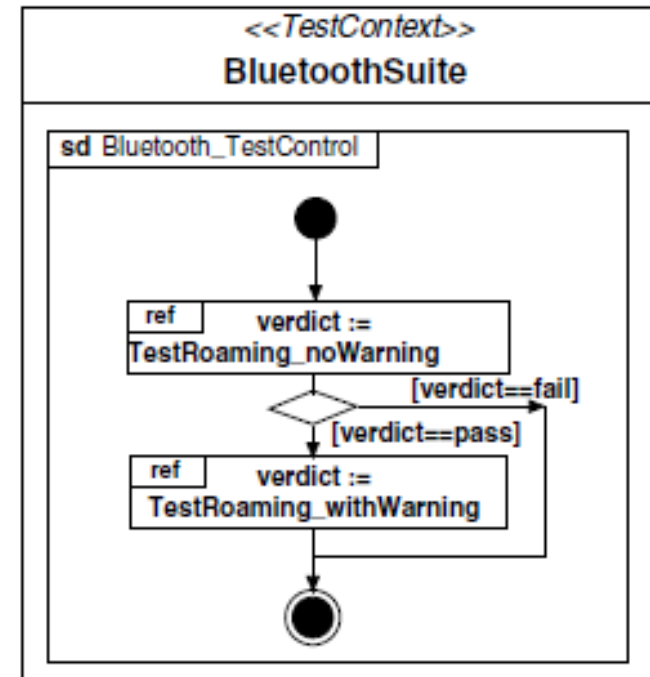 <<TestContext>>
BluetoothSuite
sd Bluetooth_TestControl
ref
verdict :=
TestRoaming_noWarning
[verdict==fail]
[verdict==pass]
ref
verdict :=
TestRoaming_withWarning